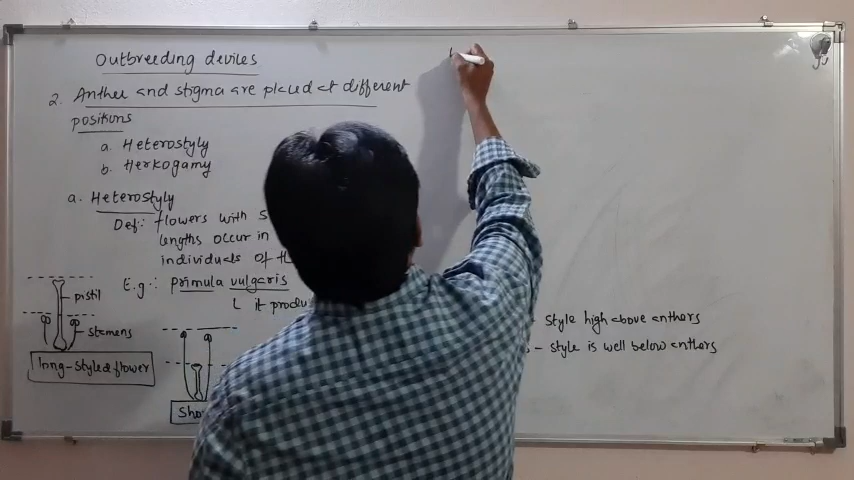 Outbreeding devices
2. Anther and stigma are placed at different
positions
a. Heterostyly
b. Herkogamy
a. Heterostyly
Def: flowers with
lengths occur in
individuals of
E.g.: primula vulgaris
it
pistil
stamens
long-styled flower
style high above anthers
- style is well below anthers